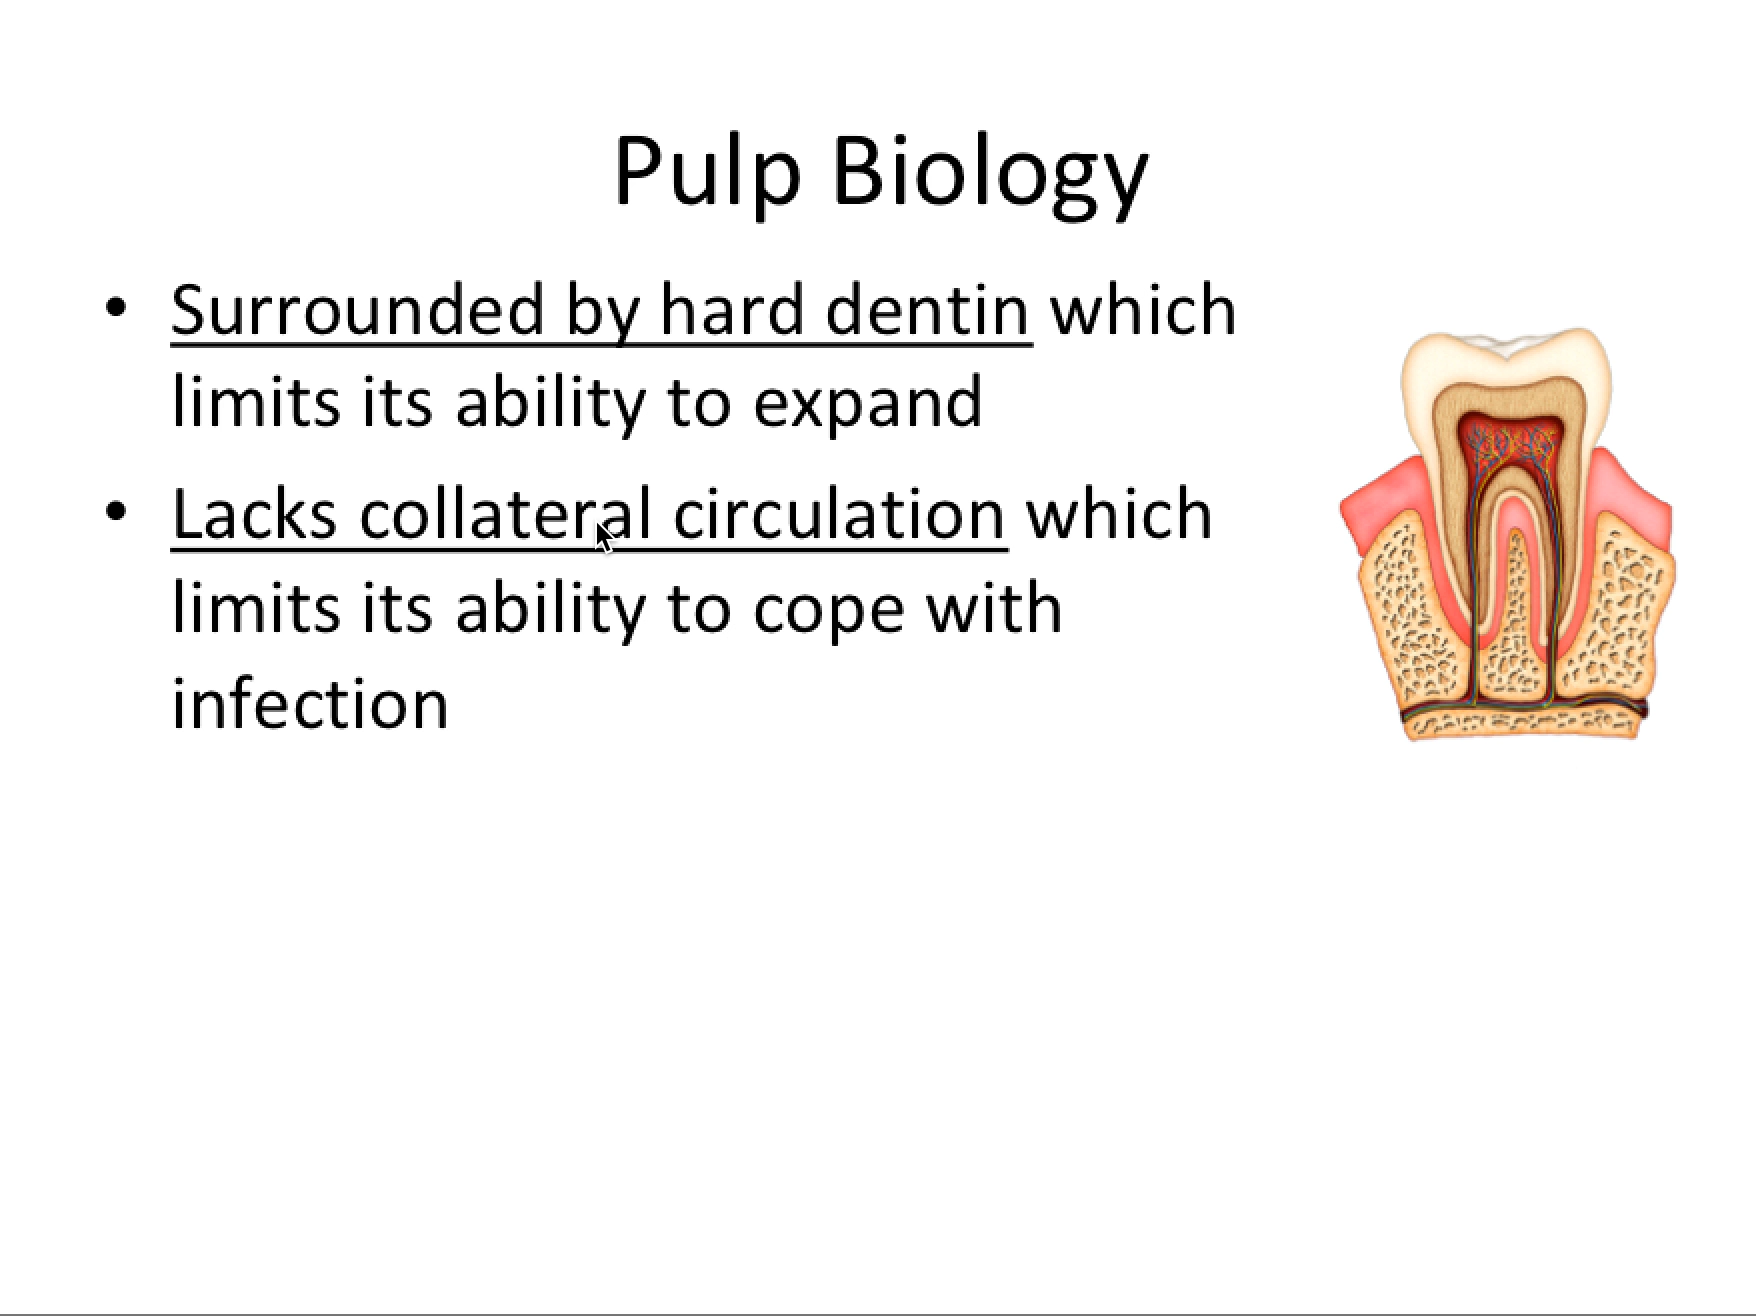 Pulp Biology
• Surrounded by hard dentin which
limits its ability to expand
• Lacks collateral circulation which
limits its ability to cope with
infection